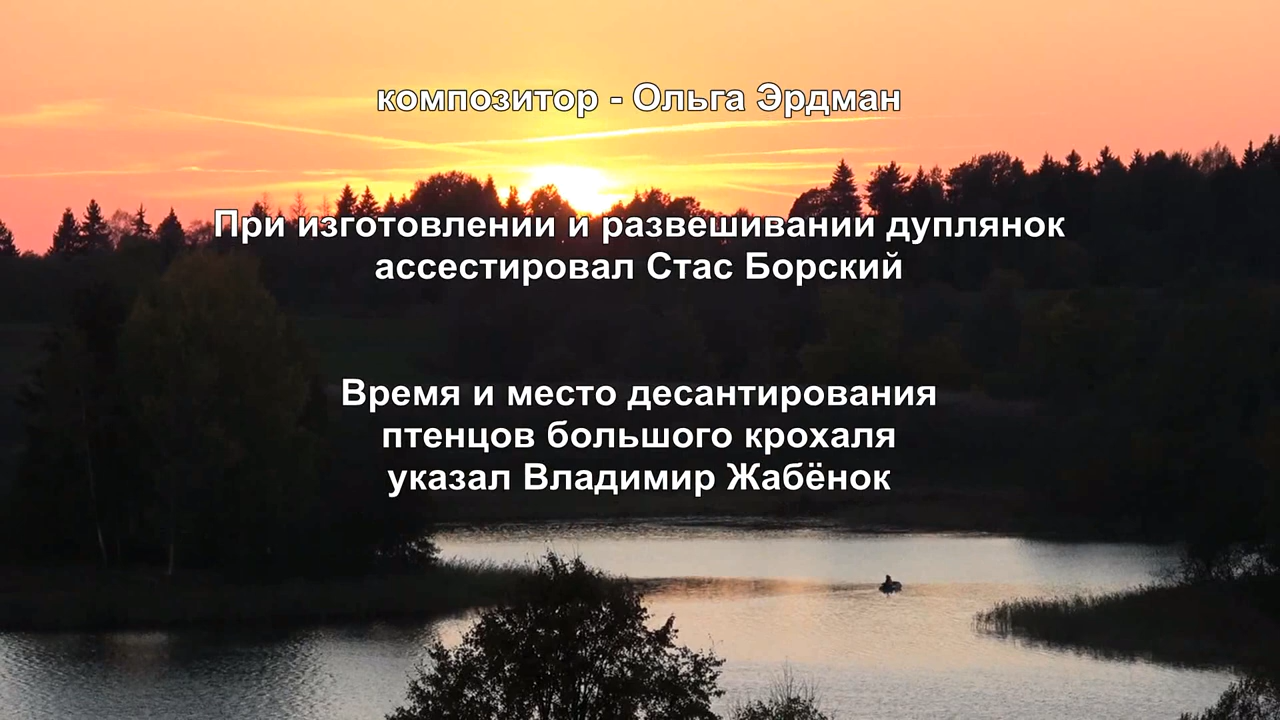 композитор - Ольга Эрдман
При изготовлении и развешивании дуплянок
ассестировал Стас Борский
Время и место десантирования
птенцов большого крохаля
указал Владимир Жабёнок